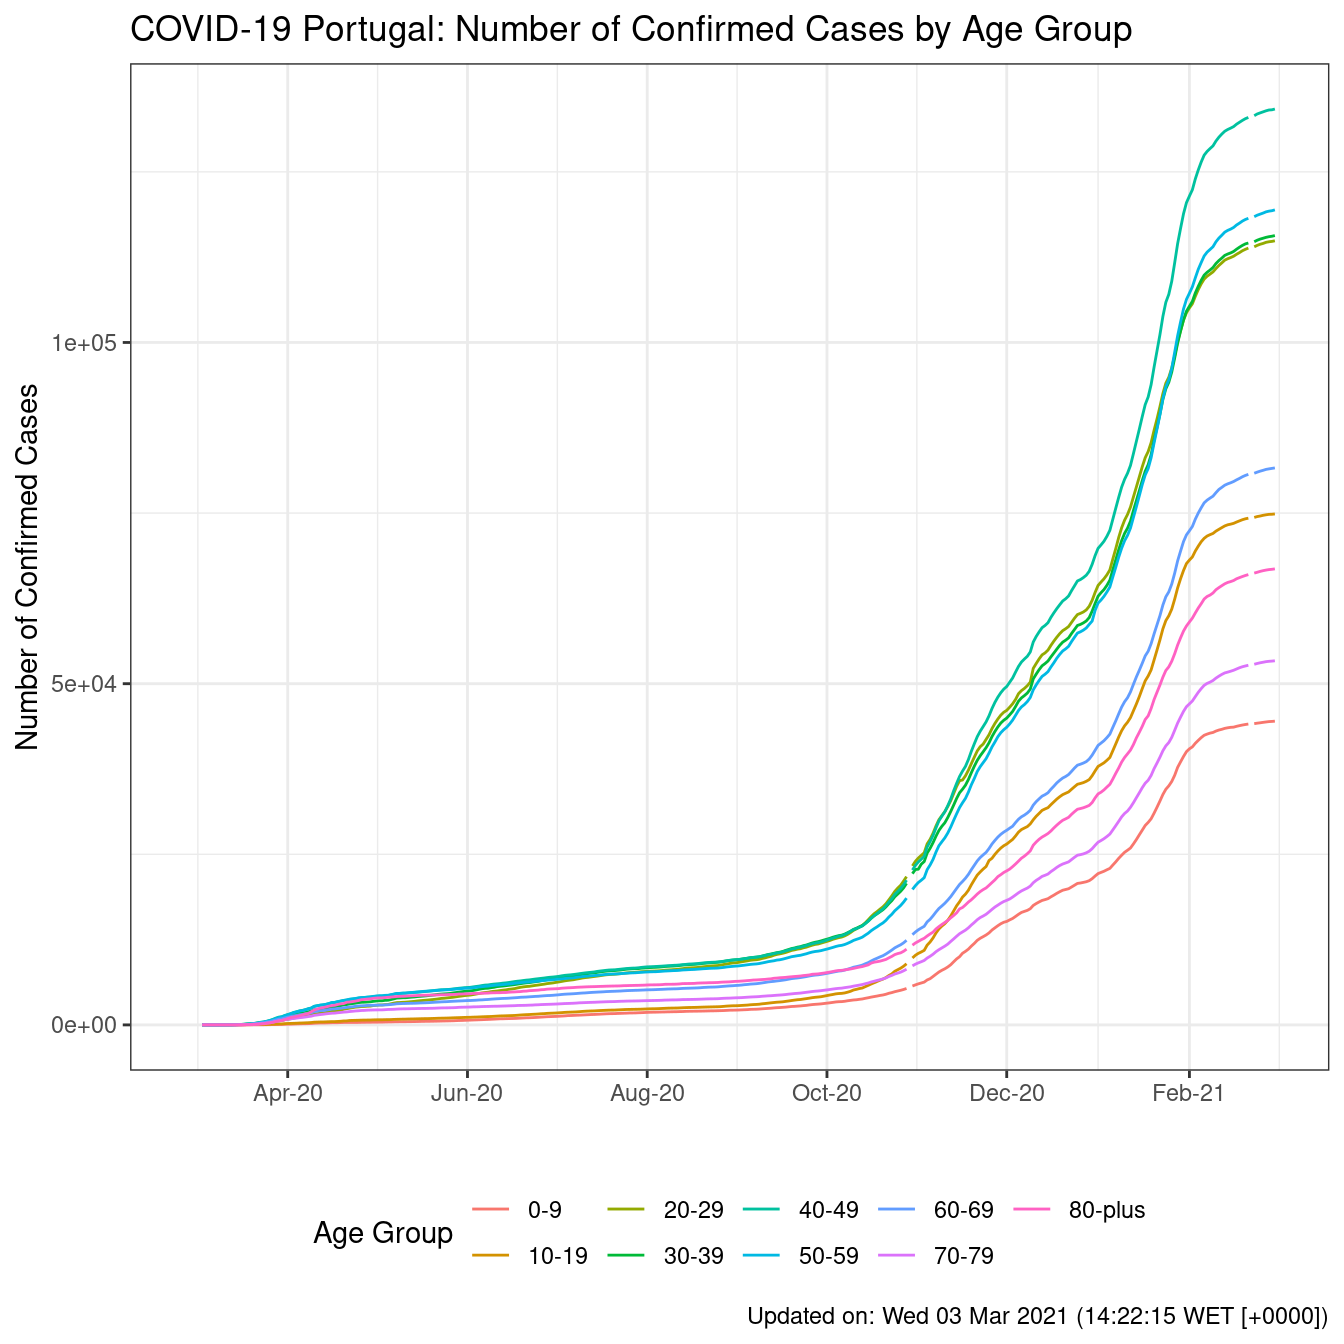 COVID-19 Portugal: Number of Confirmed Cases by Age Group
Number of Confirmed Cases
1e+05
5e+04
0e+00
Apr-20 Jun-20 Aug-20 Oct-20 Dec-20 Feb-21
Age Group
0-9 20-29 40-49 60-69 80-plus
10-19 30-39 50-59 70-79
Updated on: Wed 03 Mar 2021 (14:22:15 WET [+0000])